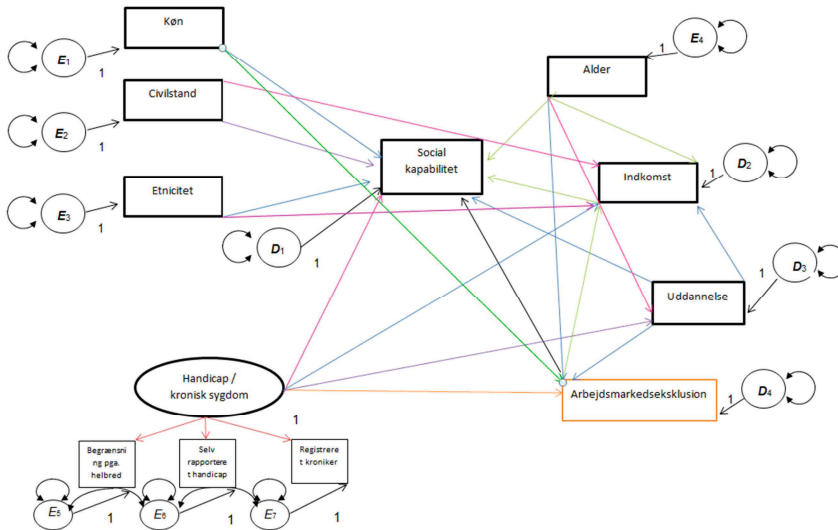 Køn
E4
1
E1
1
Alder
Civilstand
E2
1
Social
kapabilitet
Indkomst
1
D2
Etnicitet
E3
1
D1
1
Uddannelse
1
D3
Handicap /
kronisk sygdom
Arbejdsmarkedseksklusion
1
D4
1
Begrænsni
ng pga.
helbred
Selv
rapportere
t handicap
Registrere
t kroniker
E5
1
E6
1
E7
1